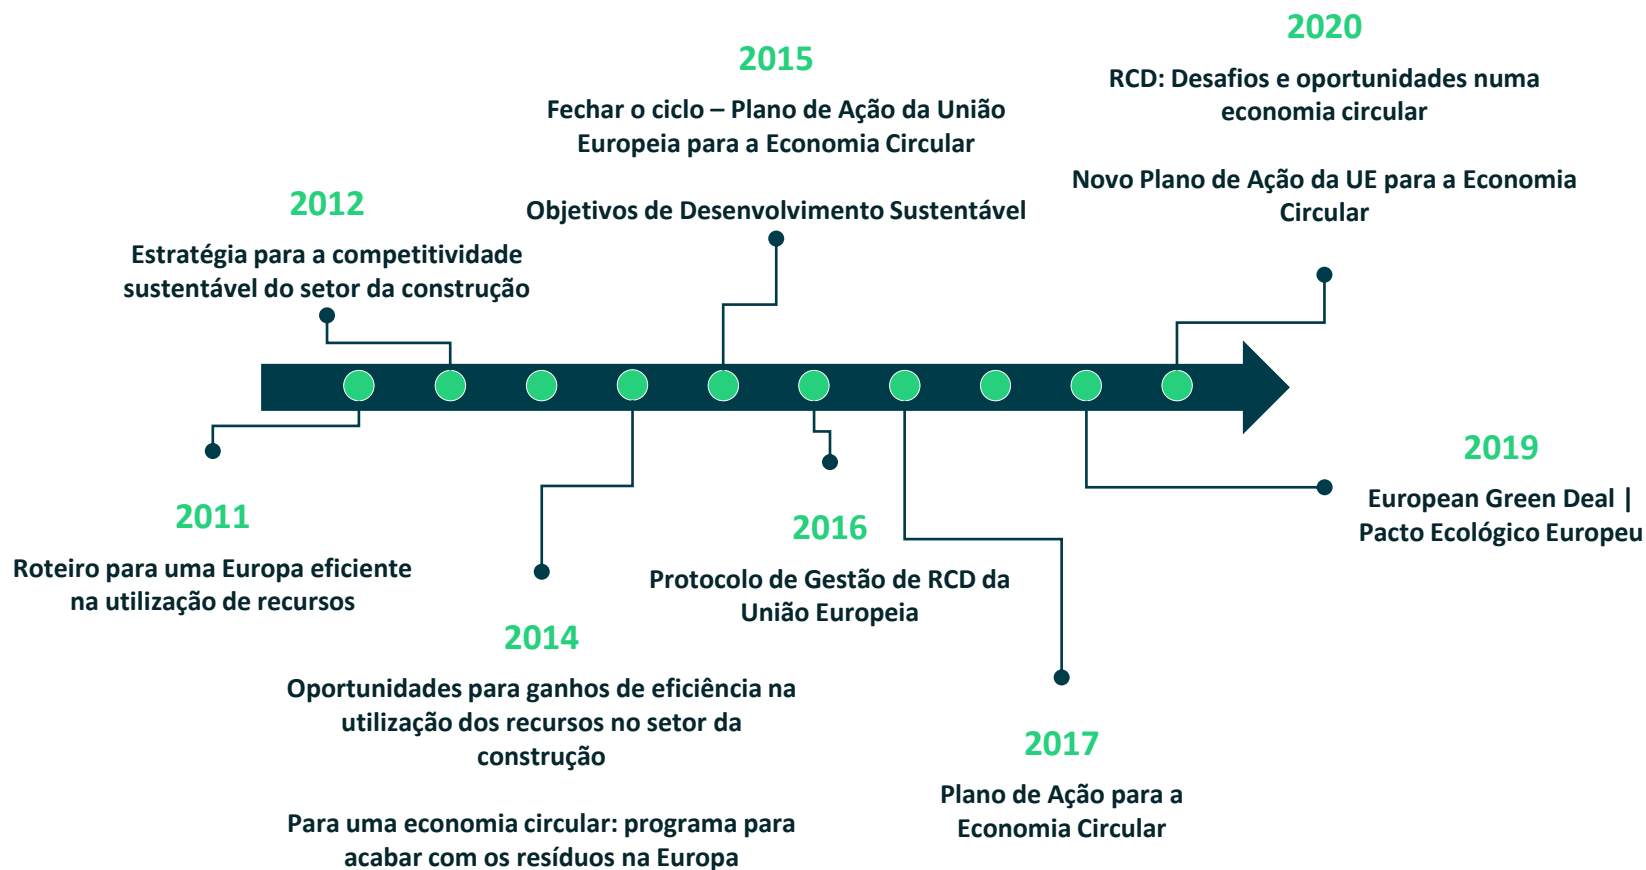 2020
RCD: Desafios e oportunidades numa
economia circular
Novo Plano de Ação da UE para a Economia
Circular
2015
Fechar o ciclo – Plano de Ação da União
Europeia para a Economia Circular
Objetivos de Desenvolvimento Sustentável
2012
Estratégia para a competitividade
sustentável do setor da construção
2011
Roteiro para uma Europa eficiente
na utilização de recursos
2014
Oportunidades para ganhos de eficiência na
utilização dos recursos no setor da
construção
Para uma economia circular: programa para
acabar com os resíduos na Europa
2016
Protocolo de Gestão de RCD da
União Europeia
2017
Plano de Ação para a
Economia Circular
2019
European Green Deal |
Pacto Ecológico Europeu